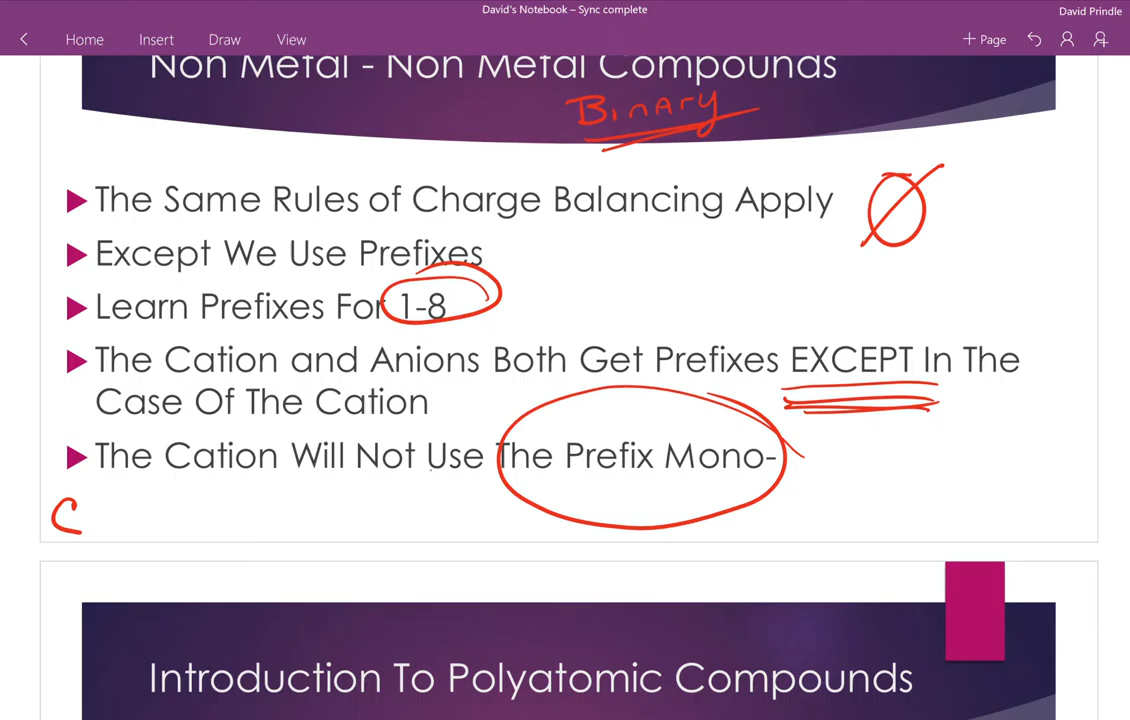 David's Notebook – Sync complete
David Prindle
Home Insert Draw View
+ Page
Non Metal - Non Metal Compounds
Binary
The Same Rules of Charge Balancing Apply
Except We Use Prefixes
Learn Prefixes For 1-8
The Cation and Anions Both Get Prefixes EXCEPT In The
Case Of The Cation
The Cation Will Not Use The Prefix Mono-
C
Introduction To Polyatomic Compounds